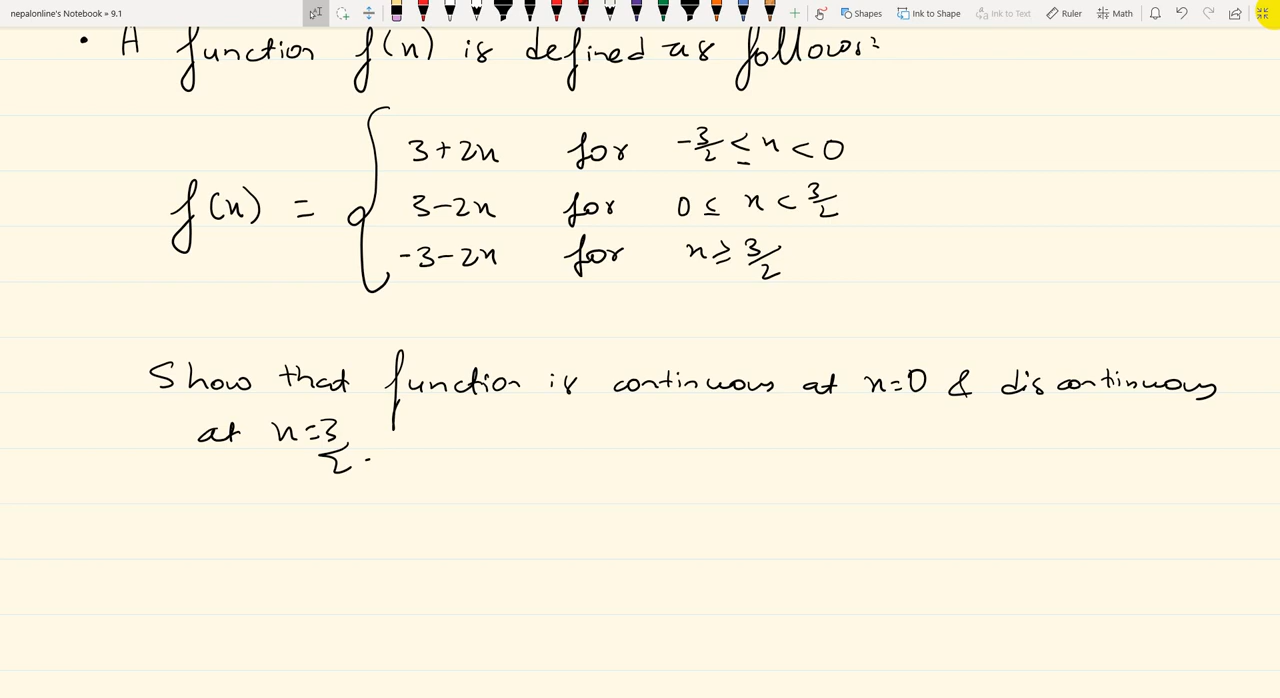 nepalonline's Notebook » 9.1 Shapes Ink to Shape Ink to Text Ruler Math
• A function f(x) is defined as follows:
f(x) = { 3+2x for -3/2 ≤ x < 0
3-2x for 0 ≤ x < 3/2
-3-2x for x ≥ 3/2
Show that function is continuous at x=0 & discontinuous
at x=3/2.